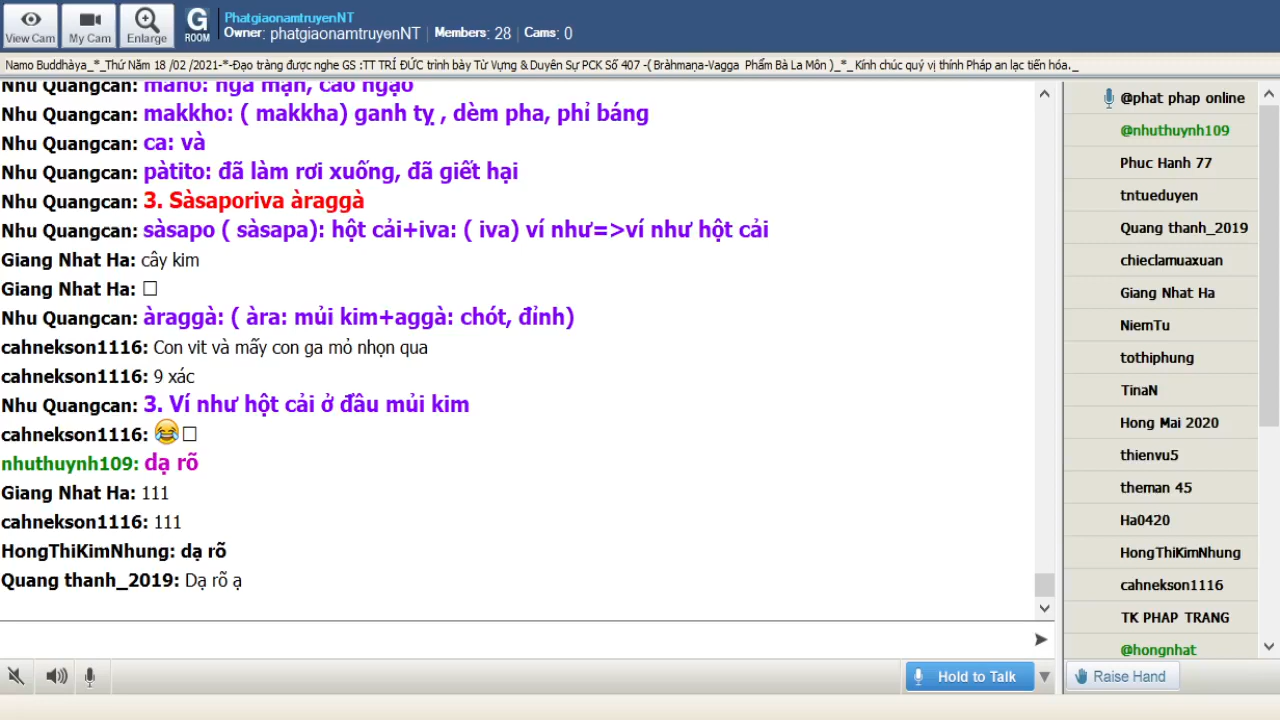 View Cam
My Cam
Enlarge
G
ROOM
PhatgiaonamtruyenNT
Owner: phatgiaonamtruyenNT | Members: 28 | Cams: 0
Namo Buddhàya_*_Thứ Năm 18 /02 /2021-*-Đạo tràng được nghe GS :TT TRÍ ĐỨC trình bày Từ Vựng & Duyên Sự PCK Số 407 -( Bràhmaṇa-Vagga Phẩm Bà La Môn )_*_ Kính chúc quý vị thính Pháp an lạc tiến hóa._
Nhu Quangcan: màno: ngã mạn, cao ngạo
Nhu Quangcan: makkho: ( makkha) ganh tỵ , dèm pha, phỉ báng
Nhu Quangcan: ca: và
Nhu Quangcan: pàtito: đã làm rơi xuống, đã giết hại
Nhu Quangcan: 3. Sàsaporiva àraggà
Nhu Quangcan: sàsapo ( sàsapa): hột cải+iva: ( iva) ví như=>ví như hột cải
Giang Nhat Ha: cây kim
Giang Nhat Ha:
Nhu Quangcan: àraggà: ( àra: mủi kim+aggà: chót, đỉnh)
cahnekson1116: Con vit và mấy con ga mỏ nhọn qua
cahnekson1116: 9 xác
Nhu Quangcan: 3. Ví như hột cải ở đầu mủi kim
cahnekson1116: 😂
nhuthuynh109: dạ rõ
Giang Nhat Ha: 111
cahnekson1116: 111
HongThiKimNhung: dạ rõ
Quang thanh_2019: Dạ rõ ạ
@phat phap online
@nhuthuynh109
Phuc Hanh 77
tntueduyen
Quang thanh_2019
chieclamuaxuan
Giang Nhat Ha
NiemTu
tothiphung
TinaN
Hong Mai 2020
thienvu5
theman 45
Ha0420
HongThiKimNhung
cahnekson1116
TK PHAP TRANG
@hongnhat
Hold to Talk
Raise Hand